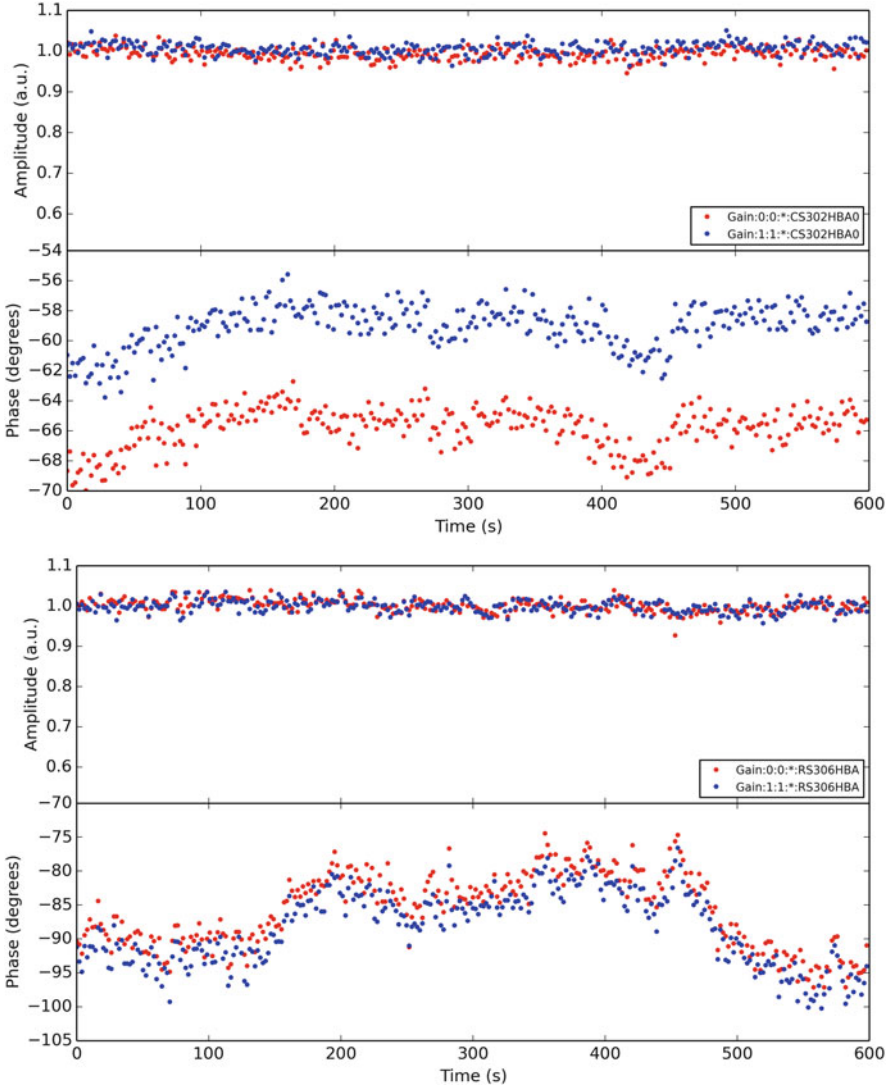 1.1
1.0
0.9
0.8
0.7
0.6
Amplitude (a.u.)
Gain:0:0:*:CS302HBA0
Gain:1:1:*:CS302HBA0
−54
−56
−58
−60
−62
−64
−66
−68
−70
Phase (degrees)
0 100 200 300 400 500 600
Time (s)
1.1
1.0
0.9
0.8
0.7
0.6
Amplitude (a.u.)
Gain:0:0:*:RS306HBA
Gain:1:1:*:RS306HBA
−70
−75
−80
−85
−90
−95
−100
−105
Phase (degrees)
0 100 200 300 400 500 600
Time (s)